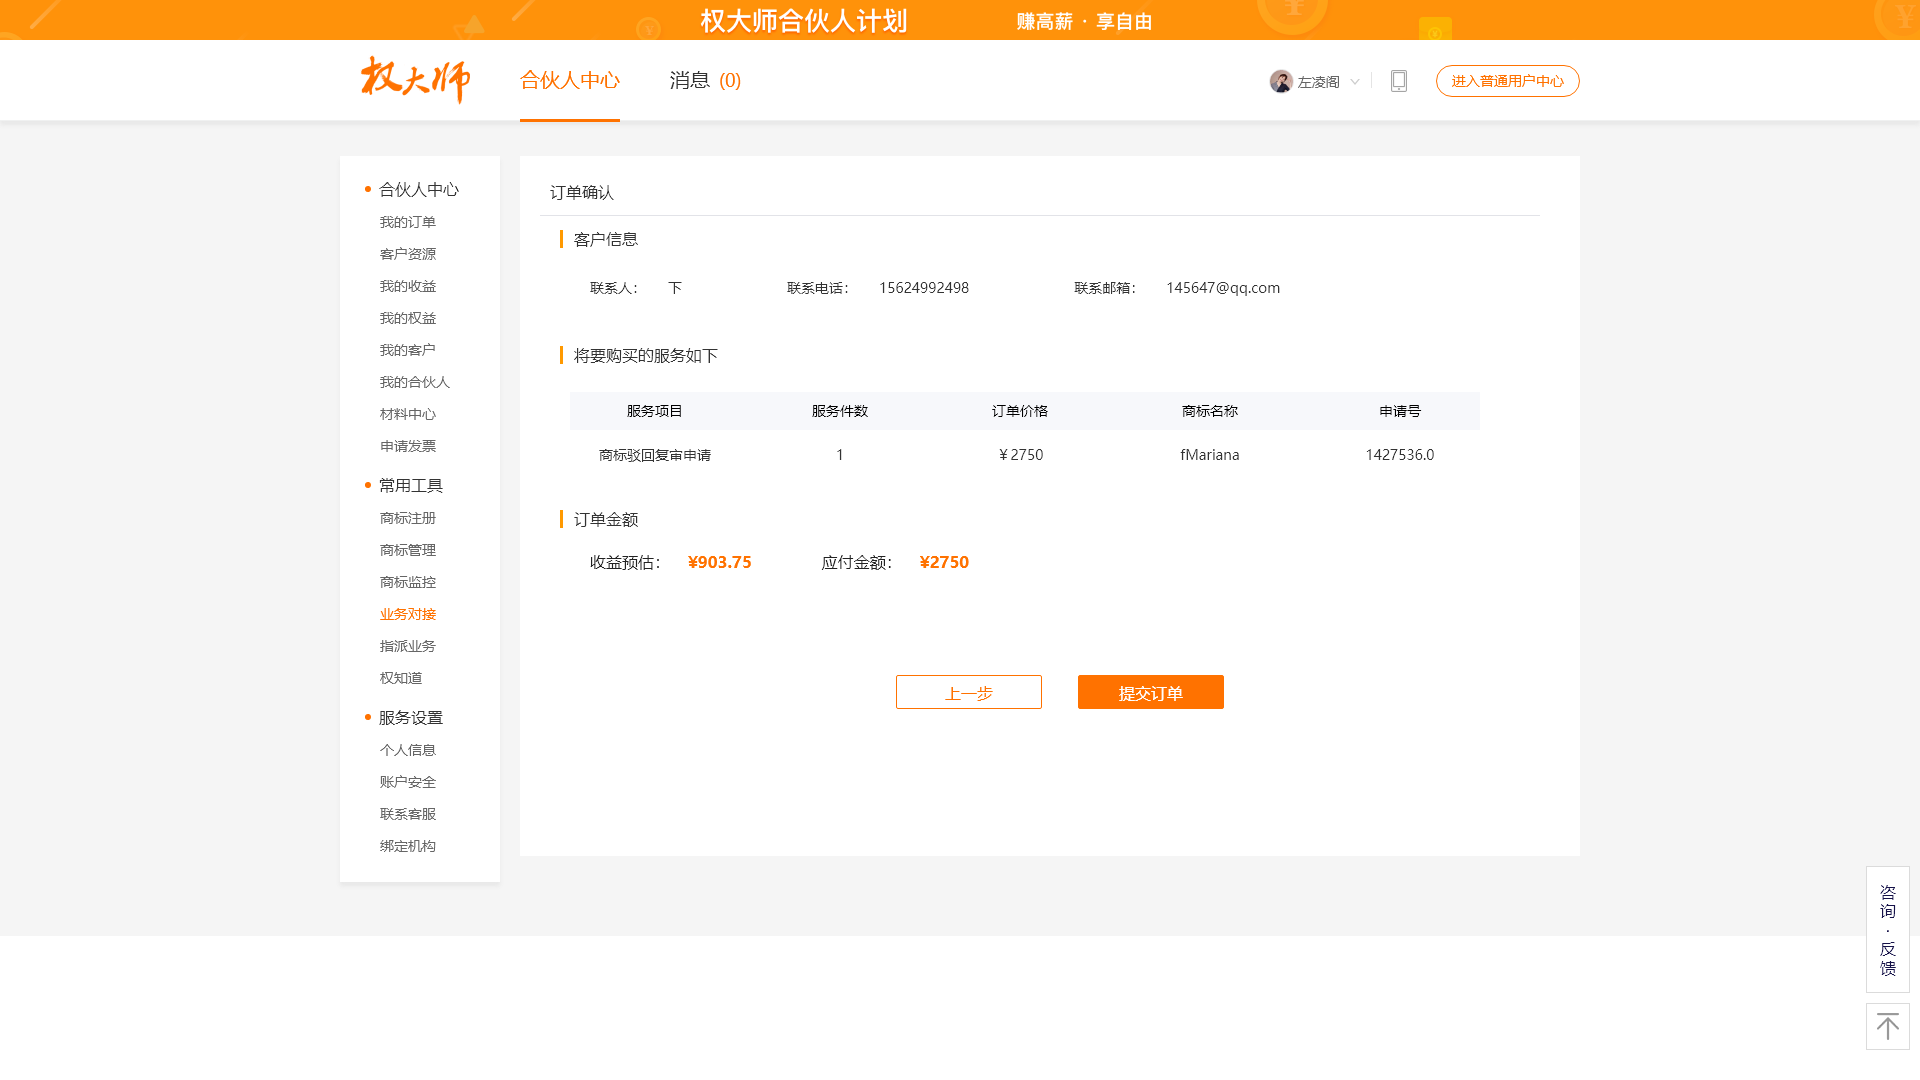 权大师合伙人计划 赚高薪 · 享自由
权大师 合伙人中心 消息 (0) 左凌阁 进入普通用户中心
合伙人中心
我的订单
客户资源
我的收益
我的权益
我的客户
我的合伙人
材料中心
申请发票
常用工具
商标注册
商标管理
商标监控
业务对接
指派业务
权知道
服务设置
个人信息
账户安全
联系客服
绑定机构
订单确认
客户信息
联系人: 下 联系电话: 15624992498 联系邮箱: 145647@qq.com
将要购买的服务如下
服务项目 服务件数 订单价格 商标名称 申请号
商标驳回复审申请 1 ¥2750 fMariana 1427536.0
订单金额
收益预估: ¥903.75 应付金额: ¥2750
上一步 提交订单
咨
询
·
反
馈